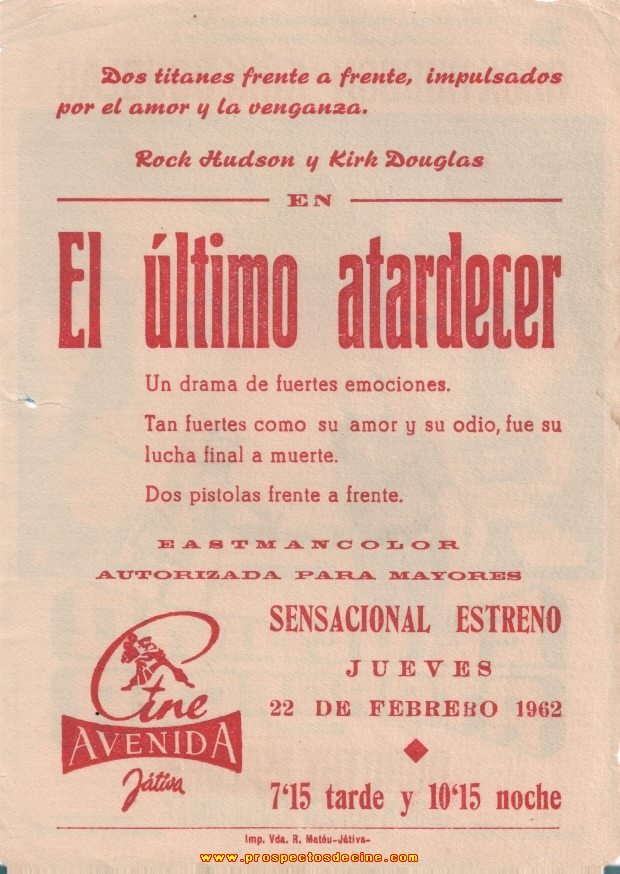 Dos titanes frente a frente, impulsados
por el amor y la venganza.
Rock Hudson y Kirk Douglas
EN
El último atardecer
Un drama de fuertes emociones.
Tan fuertes como su amor y su odio, fue su
lucha final a muerte.
Dos pistolas frente a frente.
EASTMANCOLOR
AUTORIZADA PARA MAYORES
SENSACIONAL ESTRENO
JUEVES
22 DE FEBRERO 1962
7'15 tarde y 10'15 noche
Cine
AVENIDA
Játiva
Imp. Vda. R. Matéu-Játiva-
www.prospectosdecine.com